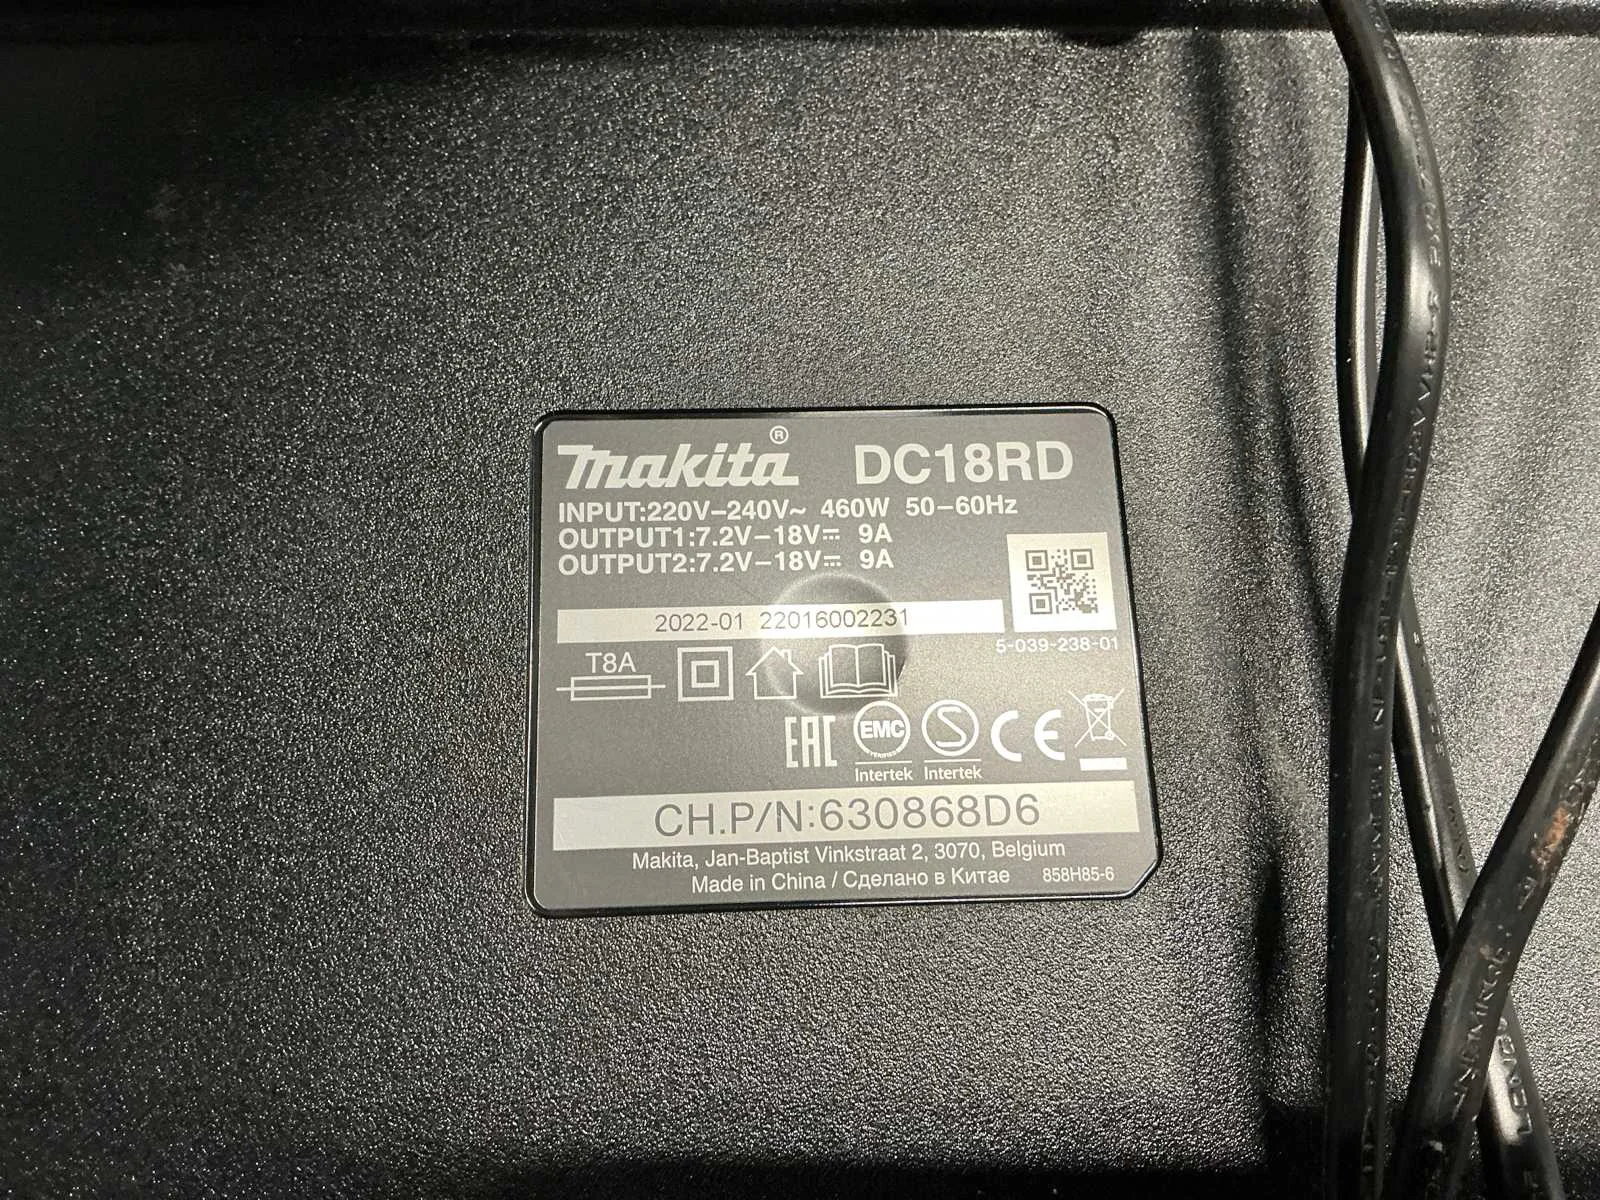 Makita® DC18RD
INPUT:220V–240V~ 460W 50–60Hz
OUTPUT1:7.2V–18V⎓ 9A
OUTPUT2:7.2V–18V⎓ 9A
2022-01 22016002231
5-039-238-01
T8A
EAC EMC VERIFIED S CE
Intertek Intertek
CH.P/N:630868D6
Makita, Jan-Baptist Vinkstraat 2, 3070, Belgium
Made in China / Сделано в Китае 858H85-6